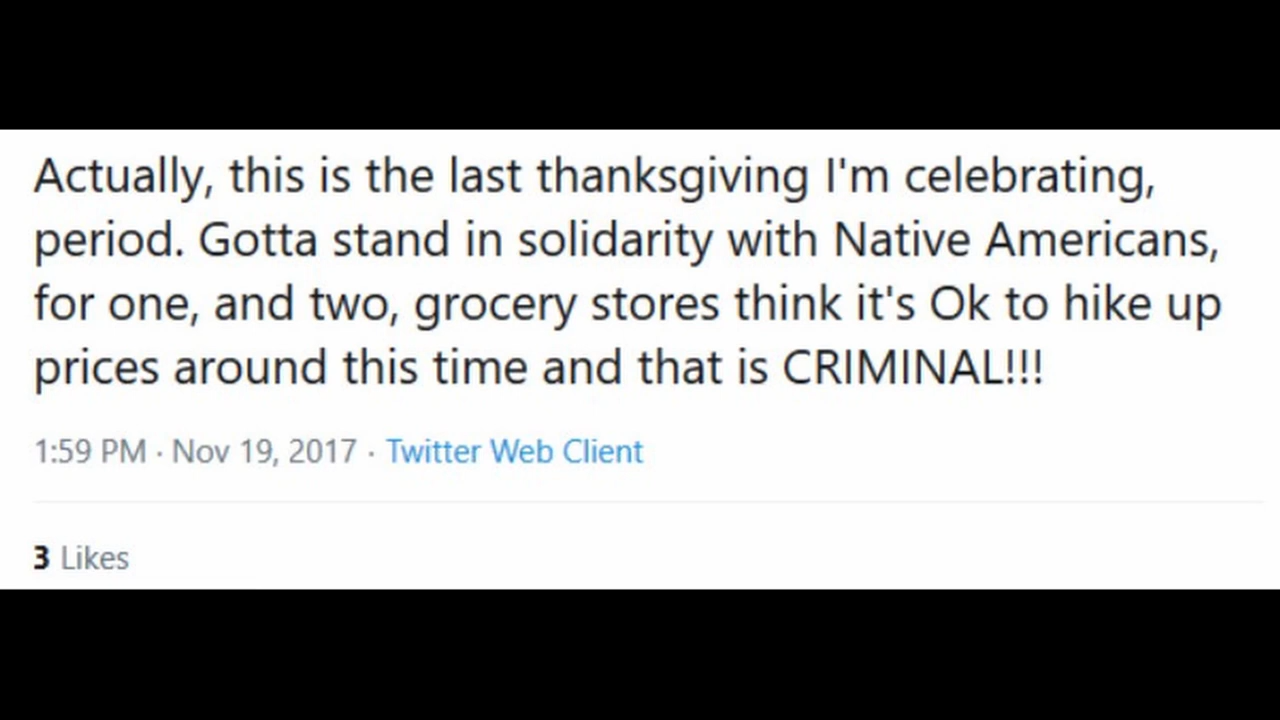 Actually, this is the last thanksgiving I'm celebrating,
period. Gotta stand in solidarity with Native Americans,
for one, and two, grocery stores think it's Ok to hike up
prices around this time and that is CRIMINAL!!!
1:59 PM · Nov 19, 2017 · Twitter Web Client
3 Likes